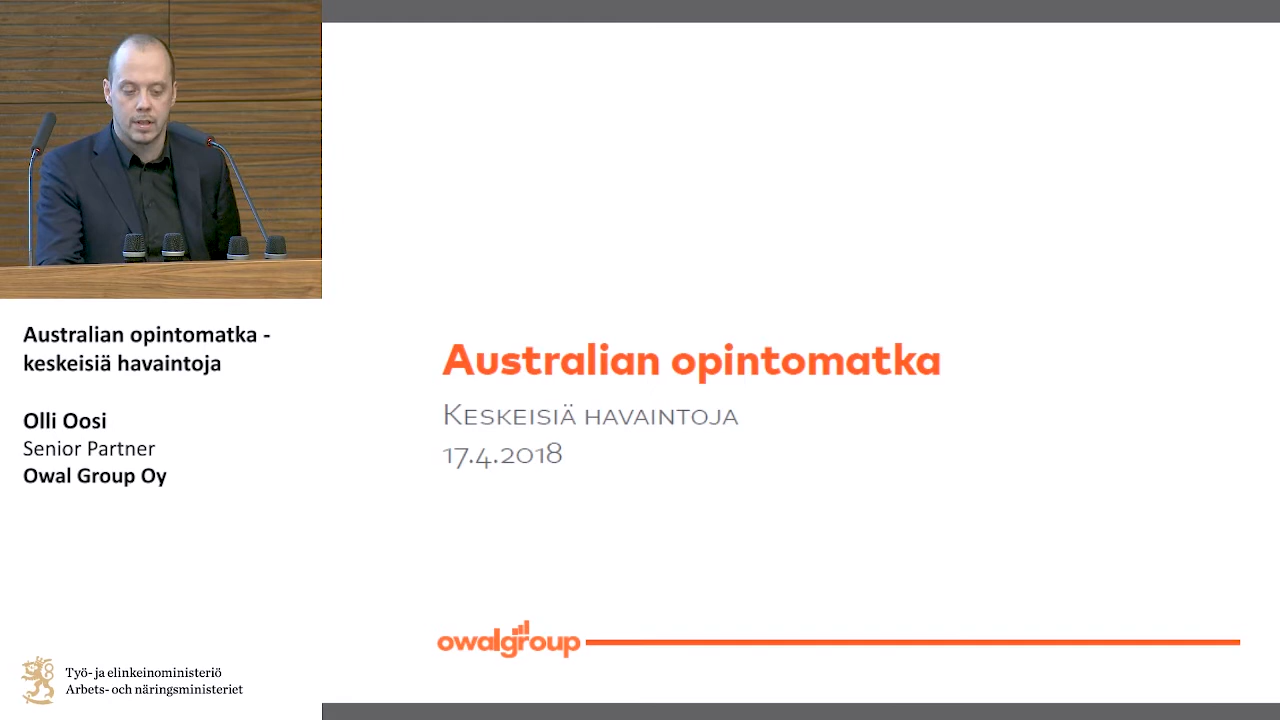 Australian opintomatka -
keskeisiä havaintoja
Olli Oosi
Senior Partner
Owal Group Oy
Työ- ja elinkeinoministeriö
Arbets- och näringsministeriet
Australian opintomatka
Keskeisiä havaintoja
17.4.2018
owalgroup